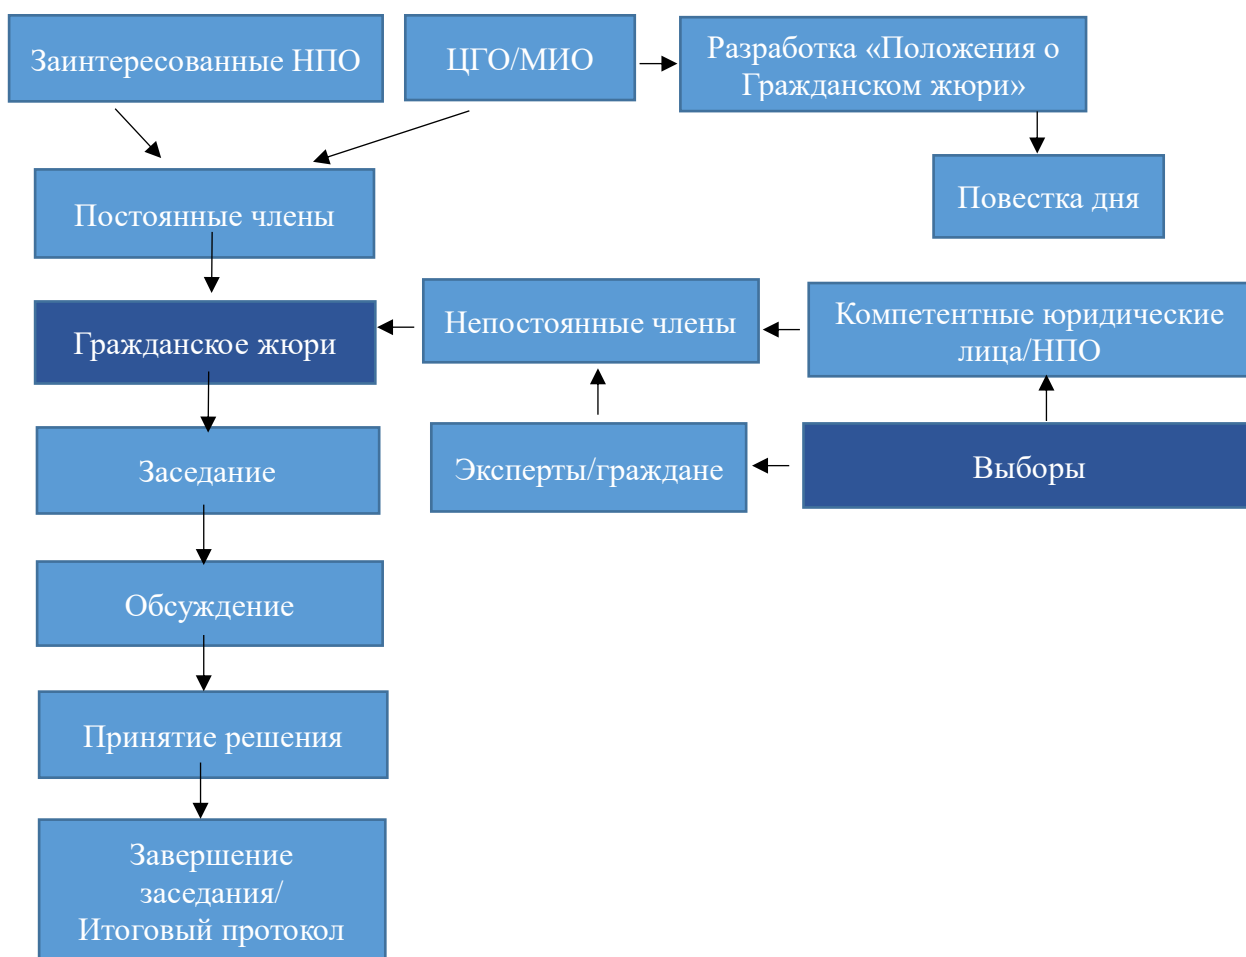 Заинтересованные НПО
ЦГО/МИО
Разработка «Положения о
Гражданском жюри»
Постоянные члены
Повестка дня
Гражданское жюри
Непостоянные члены
Компетентные юридические
лица/НПО
Заседание
Эксперты/граждане
Выборы
Обсуждение
Принятие решения
Завершение
заседания/
Итоговый протокол